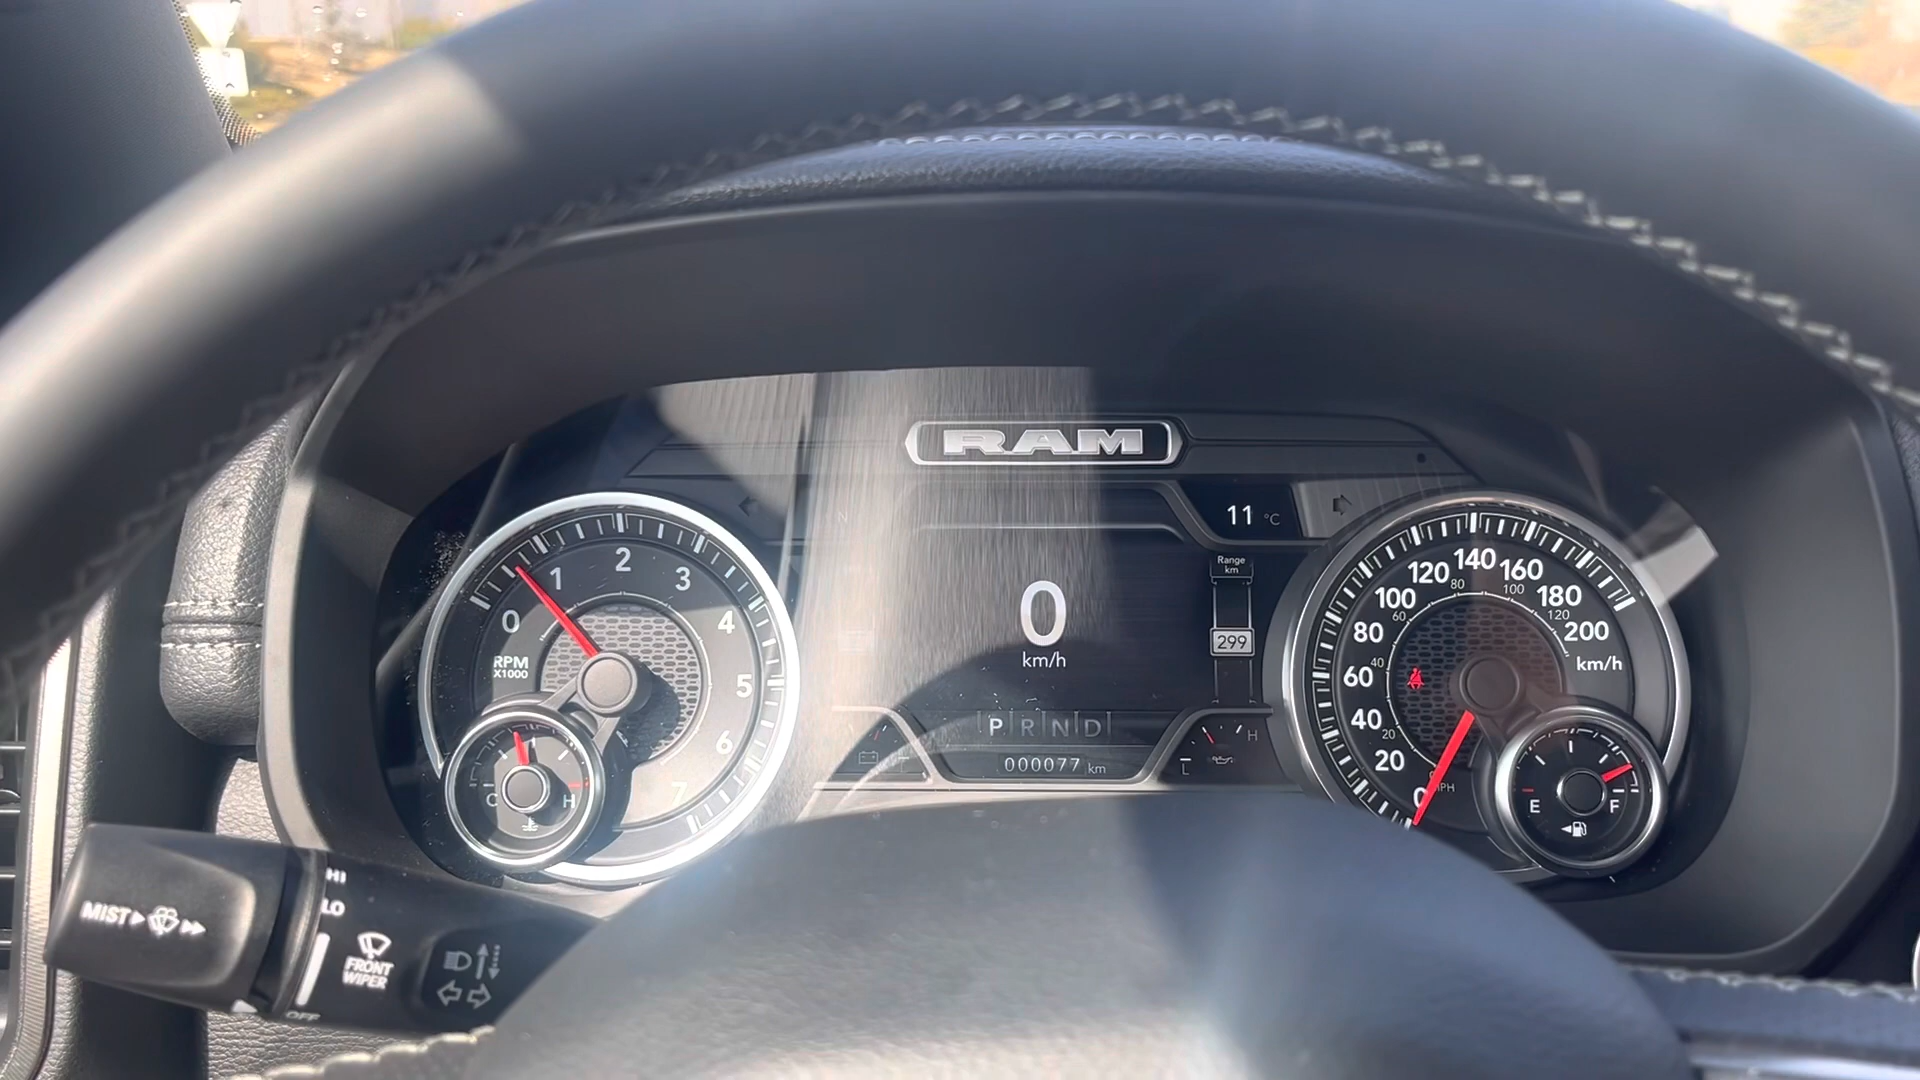 RAM
11 °C
0
1
2
3
4
5
6
7
RPM
X1000
C H
0
km/h
Range
km
299
P R N D
000077 km
L H
0
20
40
60
80
100
120
140
160
180
200
km/h
20
40
60
80
100
120
MPH
E F
MIST
HI
LO
FRONT
WIPER
OFF